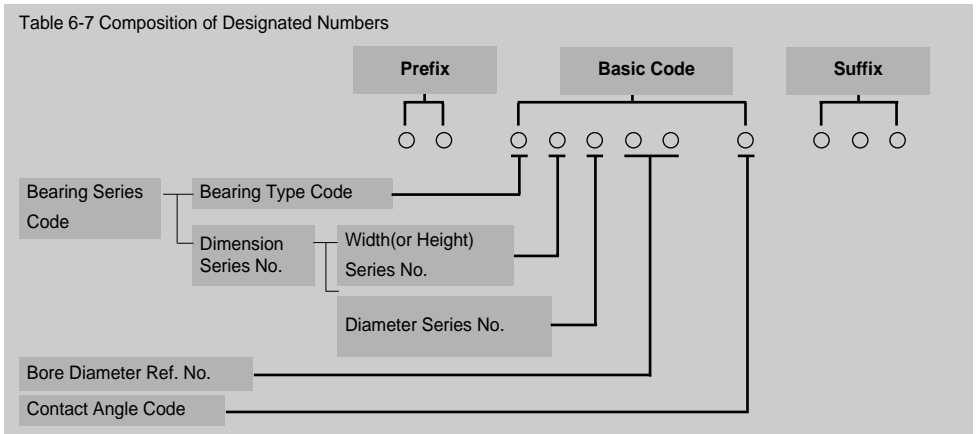 Table 6-7 Composition of Designated Numbers
Prefix
Basic Code
Suffix
Bearing Series
Code
Bearing Type Code
Dimension
Series No.
Width(or Height)
Series No.
Diameter Series No.
Bore Diameter Ref. No.
Contact Angle Code